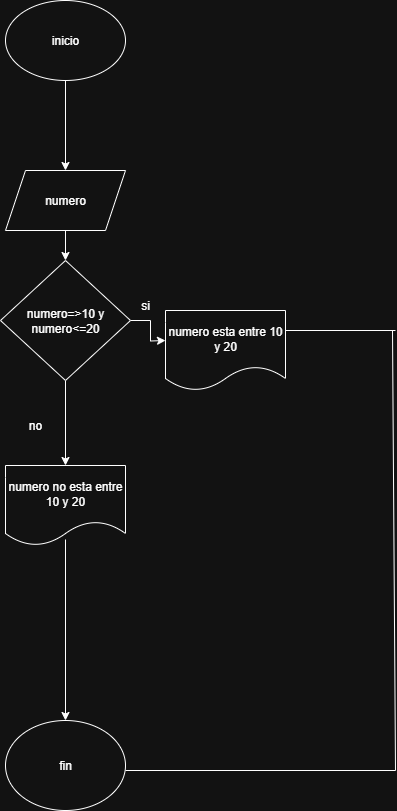 inicio
numero
numero=>10 y
numero<=20
si
numero esta entre 10
y 20
no
numero no esta entre
10 y 20
fin